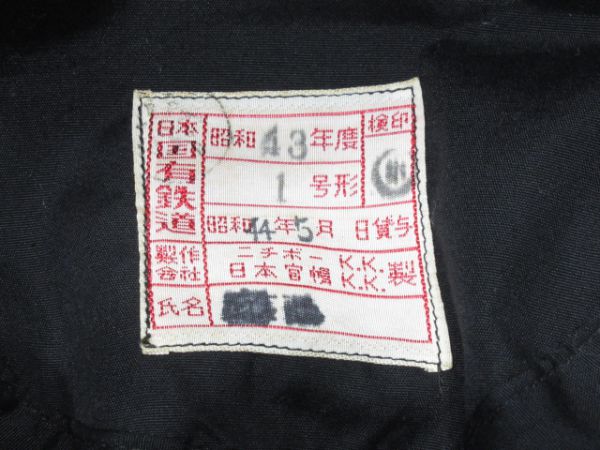 日本国有鉄道
昭和43年度
検印
1号形
昭和44年5月 日貸与
製作会社
ニチボー K.K.
日本官帽 K.K. 製
氏名